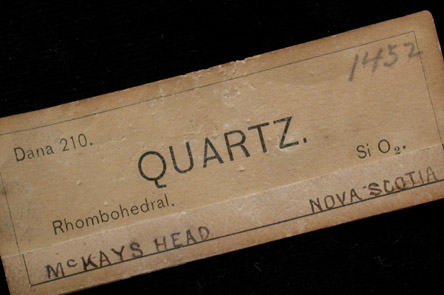 1452
Dana 210.
QUARTZ.
Si O₂.
Rhombohedral.
McKAYS HEAD NOVA-SCOTIA